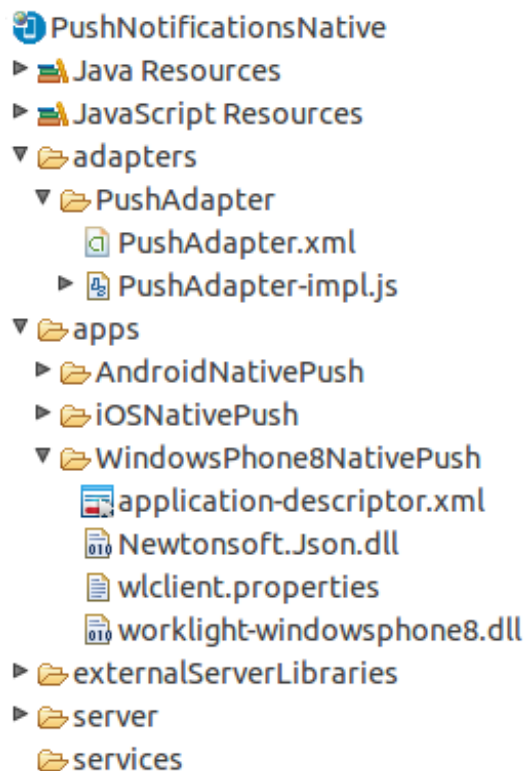 PushNotificationsNative
Java Resources
JavaScript Resources
adapters
PushAdapter
PushAdapter.xml
PushAdapter-impl.js
apps
AndroidNativePush
iOSNativePush
WindowsPhone8NativePush
application-descriptor.xml
Newtonsoft.Json.dll
wlclient.properties
worklight-windowsphone8.dll
externalServerLibraries
server
services